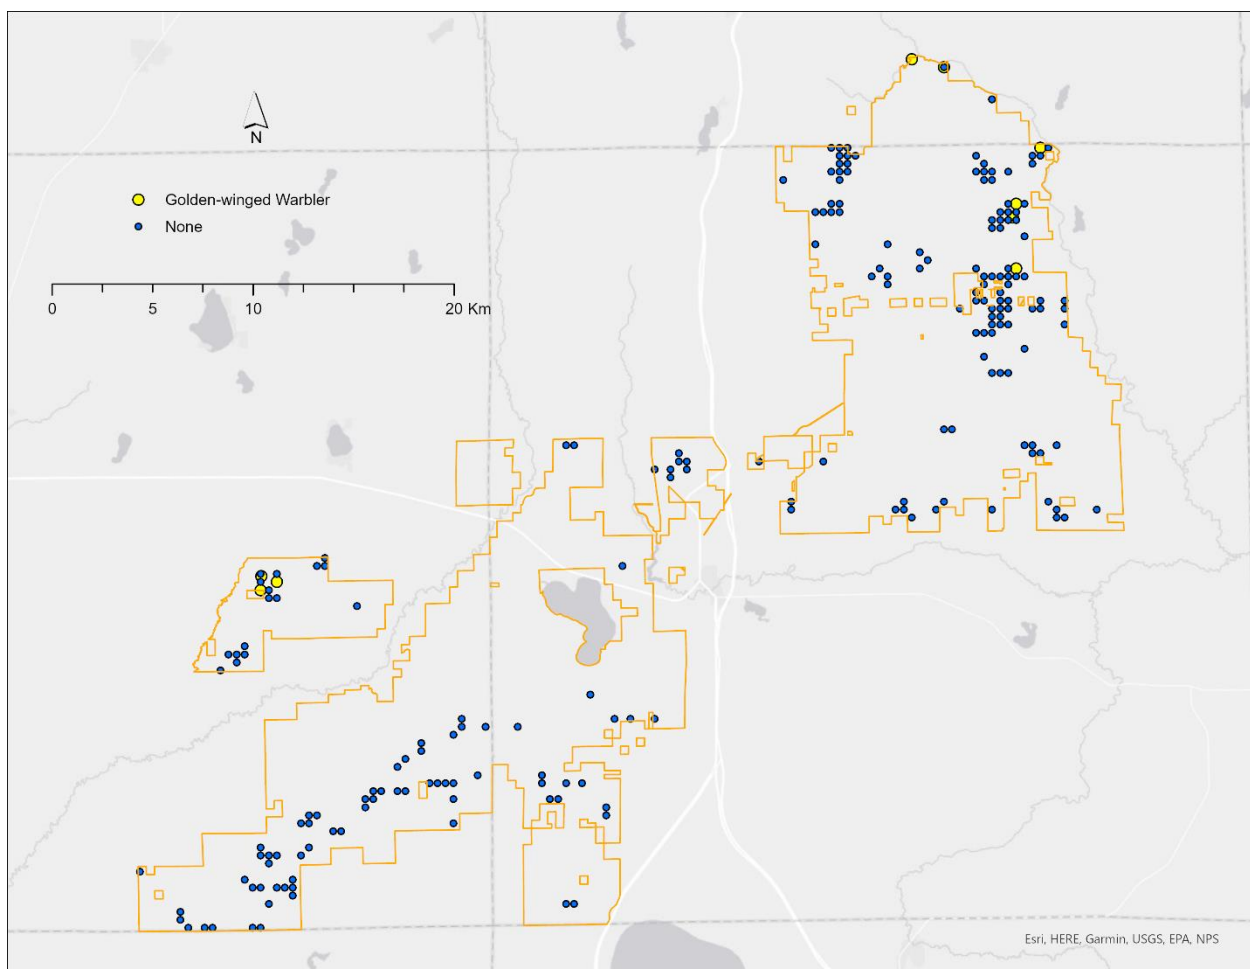 N
Golden-winged Warbler
None
0 5 10 20 Km
Esri, HERE, Garmin, USGS, EPA, NPS